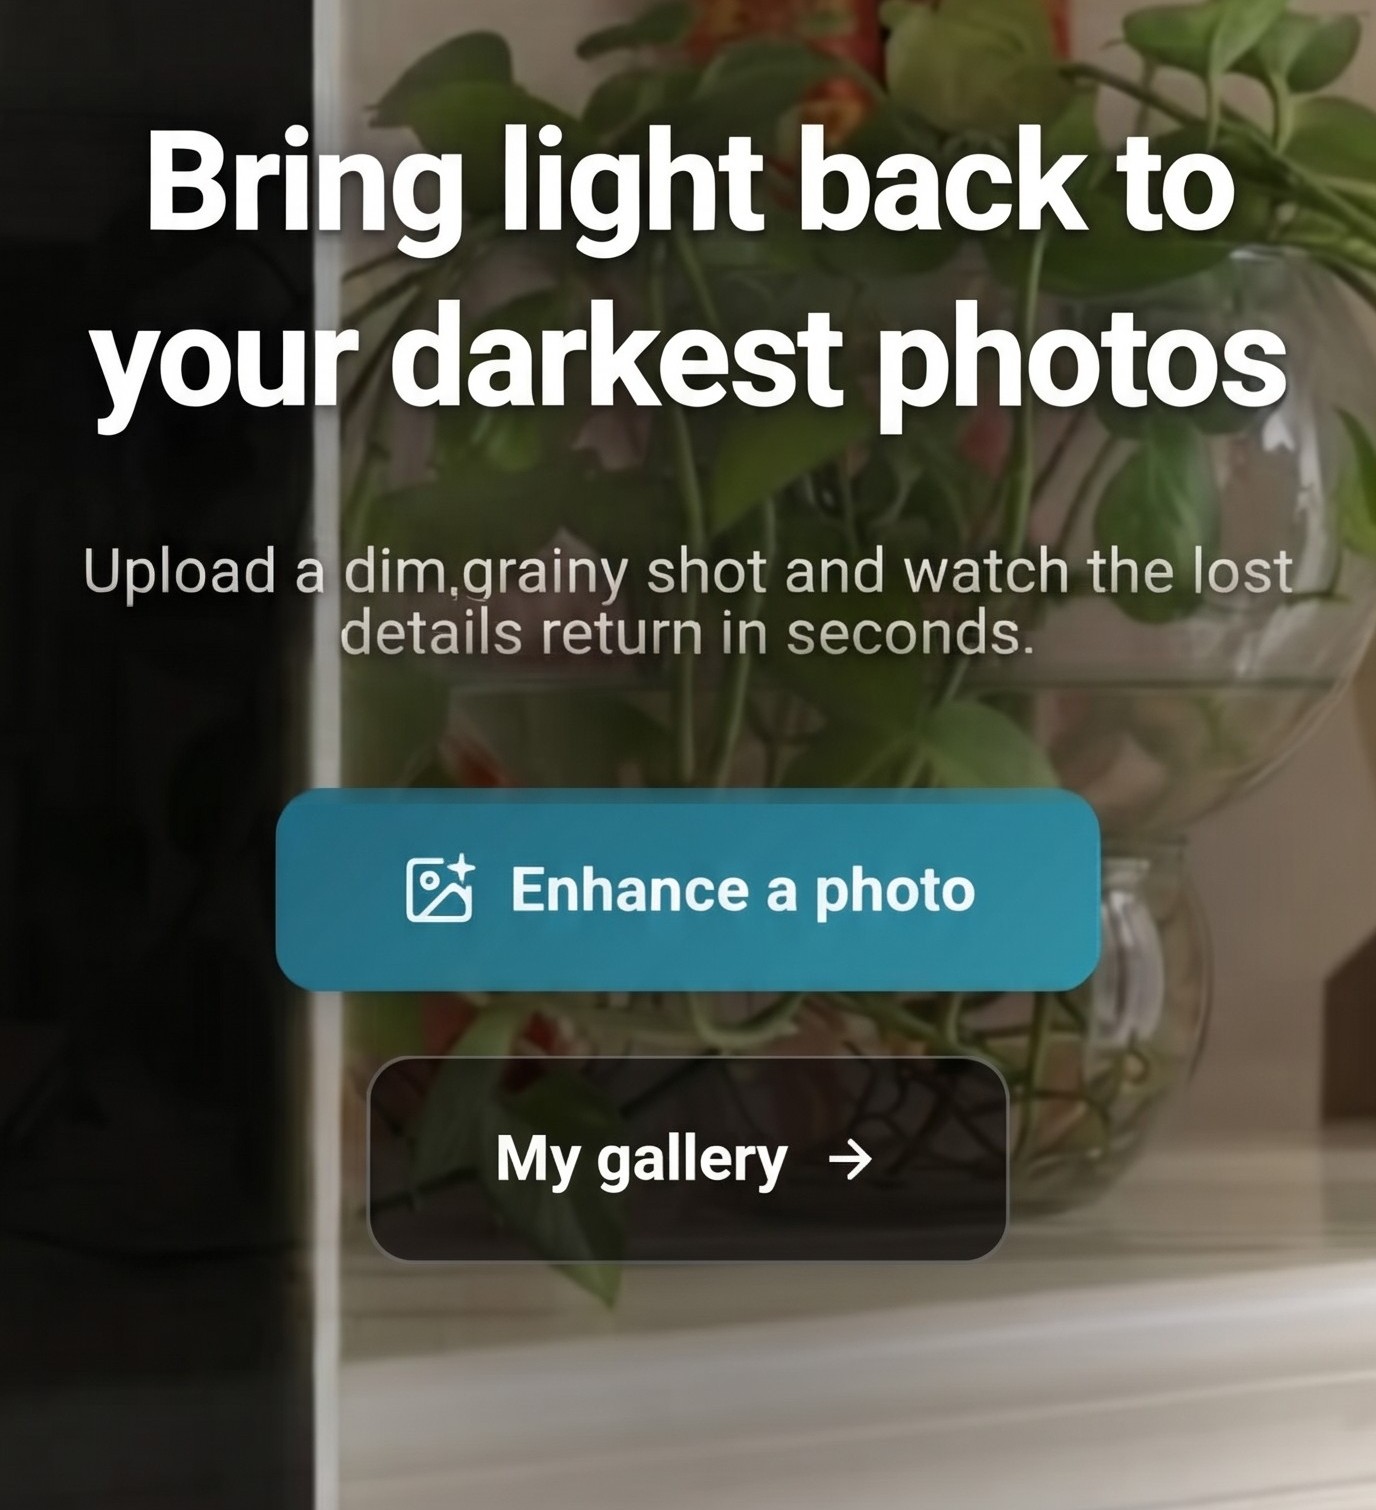 Bring light back to
your darkest photos
Upload a dim,grainy shot and watch the lost
details return in seconds.
Enhance a photo
My gallery →